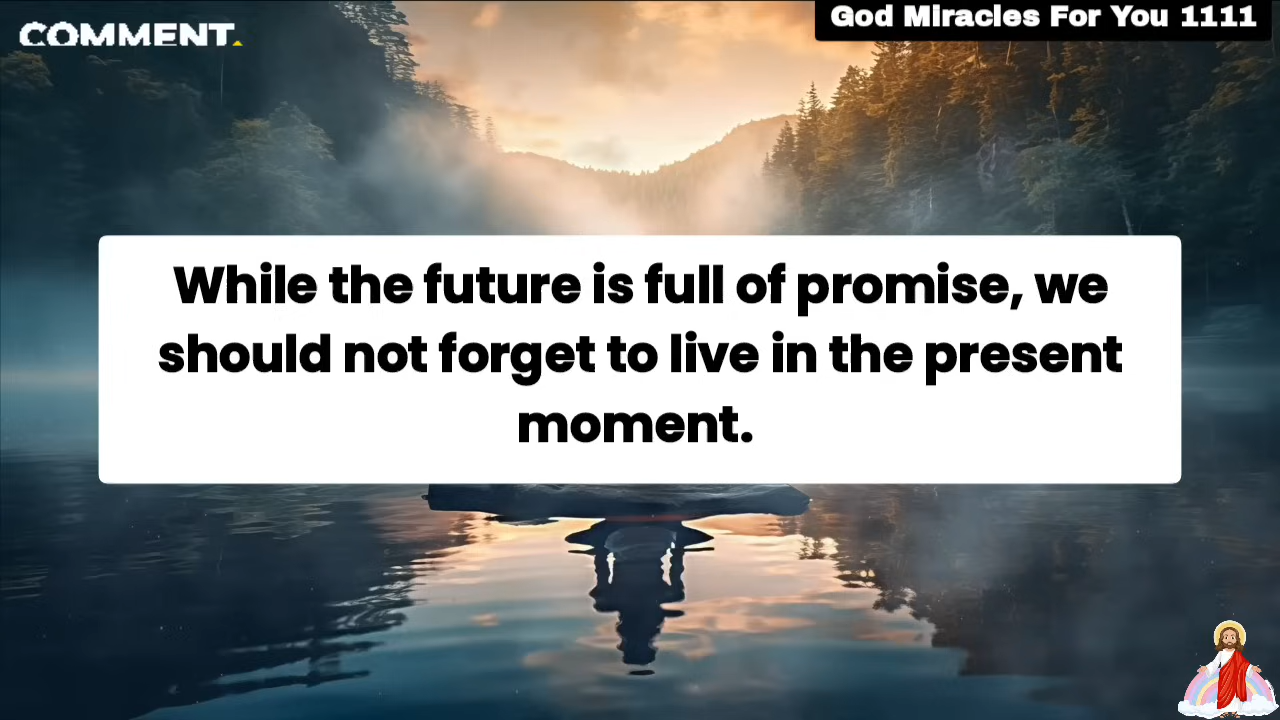 COMMENT.
God Miracles For You 1111
While the future is full of promise, we
should not forget to live in the present
moment.